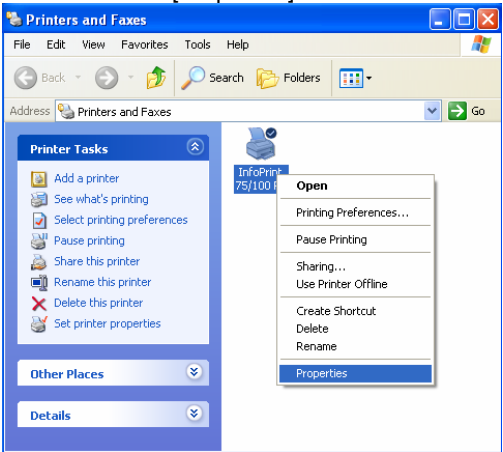 Printers and Faxes
File Edit View Favorites Tools Help
Back Search Folders
Address Printers and Faxes Go
Printer Tasks
Add a printer
See what's printing
Select printing preferences
Pause printing
Share this printer
Rename this printer
Delete this printer
Set printer properties
Other Places
Details
InfoPrint
75/100
Open
Printing Preferences...
Pause Printing
Sharing...
Use Printer Offline
Create Shortcut
Delete
Rename
Properties